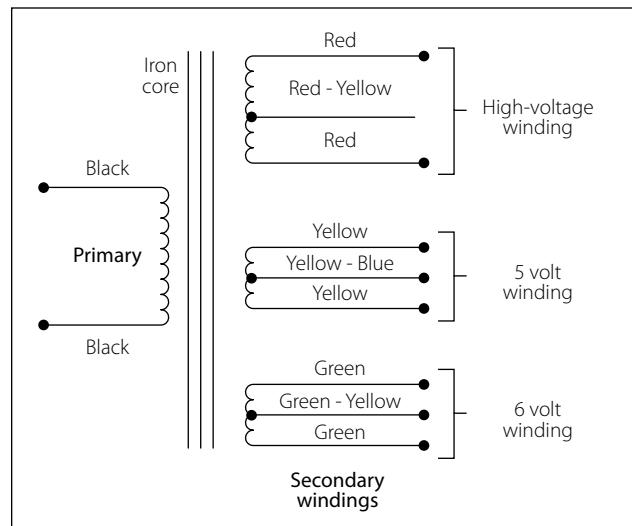 Iron
core
Red
Red - Yellow
Red
High-voltage
winding
Black
Primary
Black
Yellow
Yellow - Blue
Yellow
5 volt
winding
Green
Green - Yellow
Green
6 volt
winding
Secondary
windings